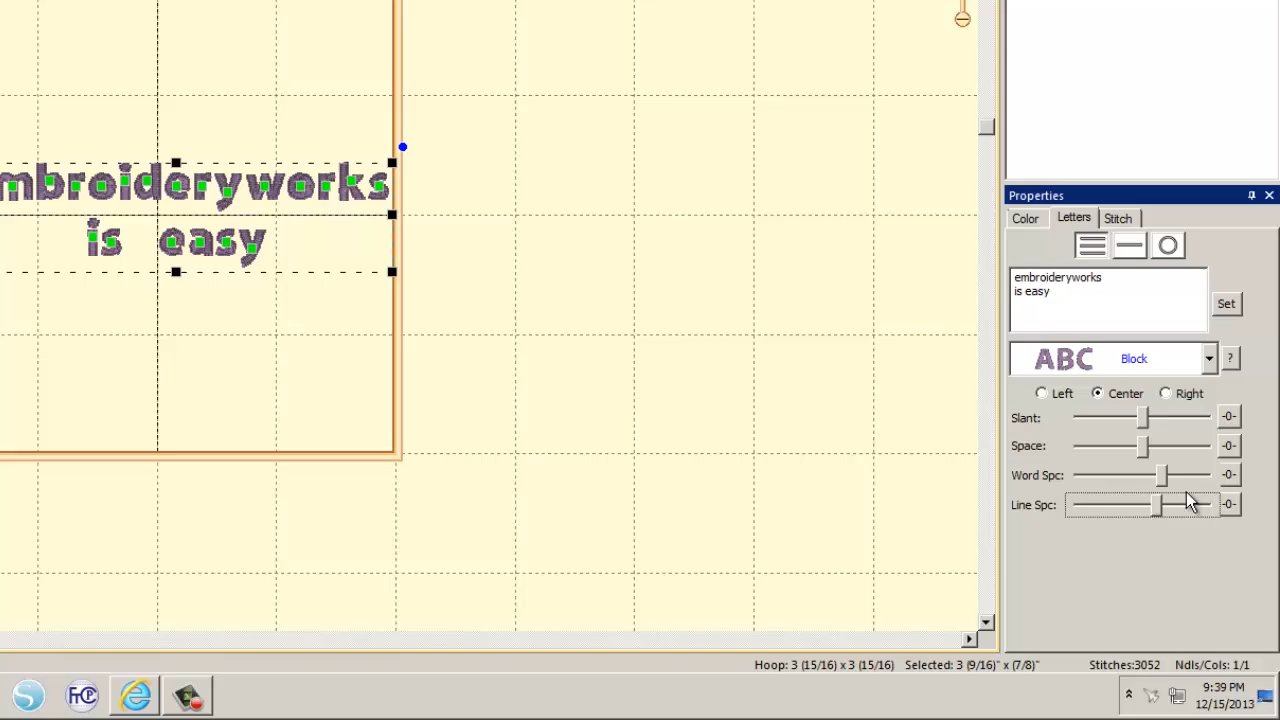 mbroideryworks
is easy
Properties
Color Letters Stitch
embroideryworks
is easy
Set
ABC Block ?
Left Center Right
Slant: -0-
Space: -0-
Word Spc: -0-
Line Spc: -0-
Hoop: 3 (15/16) x 3 (15/16) Selected: 3 (9/16)" x (7/8)" Stitches:3052 Ndls/Cols: 1/1
9:39 PM
12/15/2013